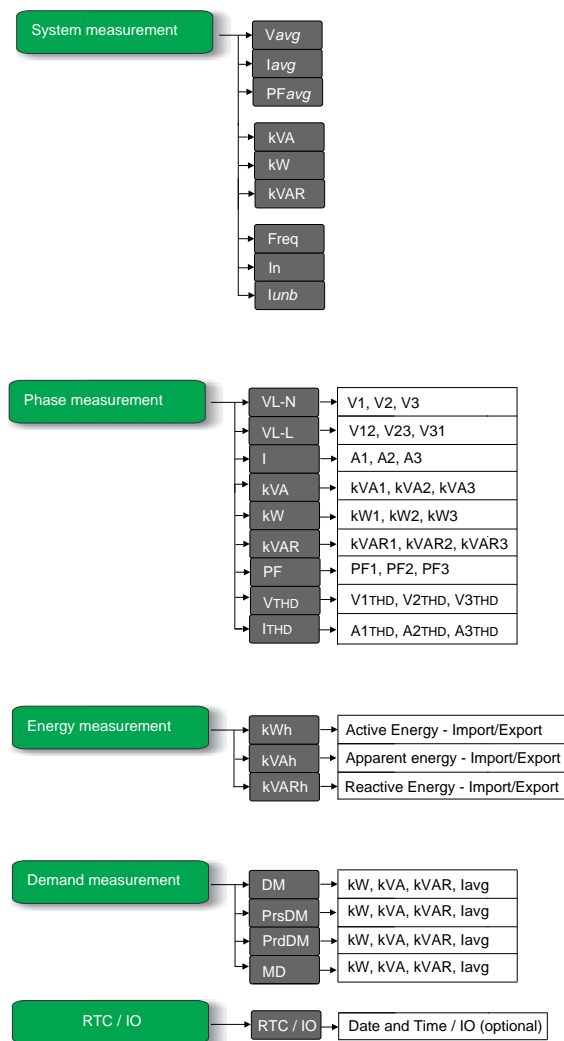 System measurement
Vavg
Iavg
PFavg
kVA
kW
kVAR
Freq
In
Iunb
Phase measurement
VL-N V1, V2, V3
VL-L V12, V23, V31
I A1, A2, A3
kVA kVA1, kVA2, kVA3
kW kW1, kW2, kW3
kVAR kVAR1, kVAR2, kVAR3
PF PF1, PF2, PF3
VTHD V1THD, V2THD, V3THD
ITHD A1THD, A2THD, A3THD
Energy measurement
kWh Active Energy - Import/Export
kVAh Apparent energy - Import/Export
kVARh Reactive Energy - Import/Export
Demand measurement
DM kW, kVA, kVAR, Iavg
PrsDM kW, kVA, kVAR, Iavg
PrdDM kW, kVA, kVAR, Iavg
MD kW, kVA, kVAR, Iavg
RTC / IO RTC / IO Date and Time / IO (optional)